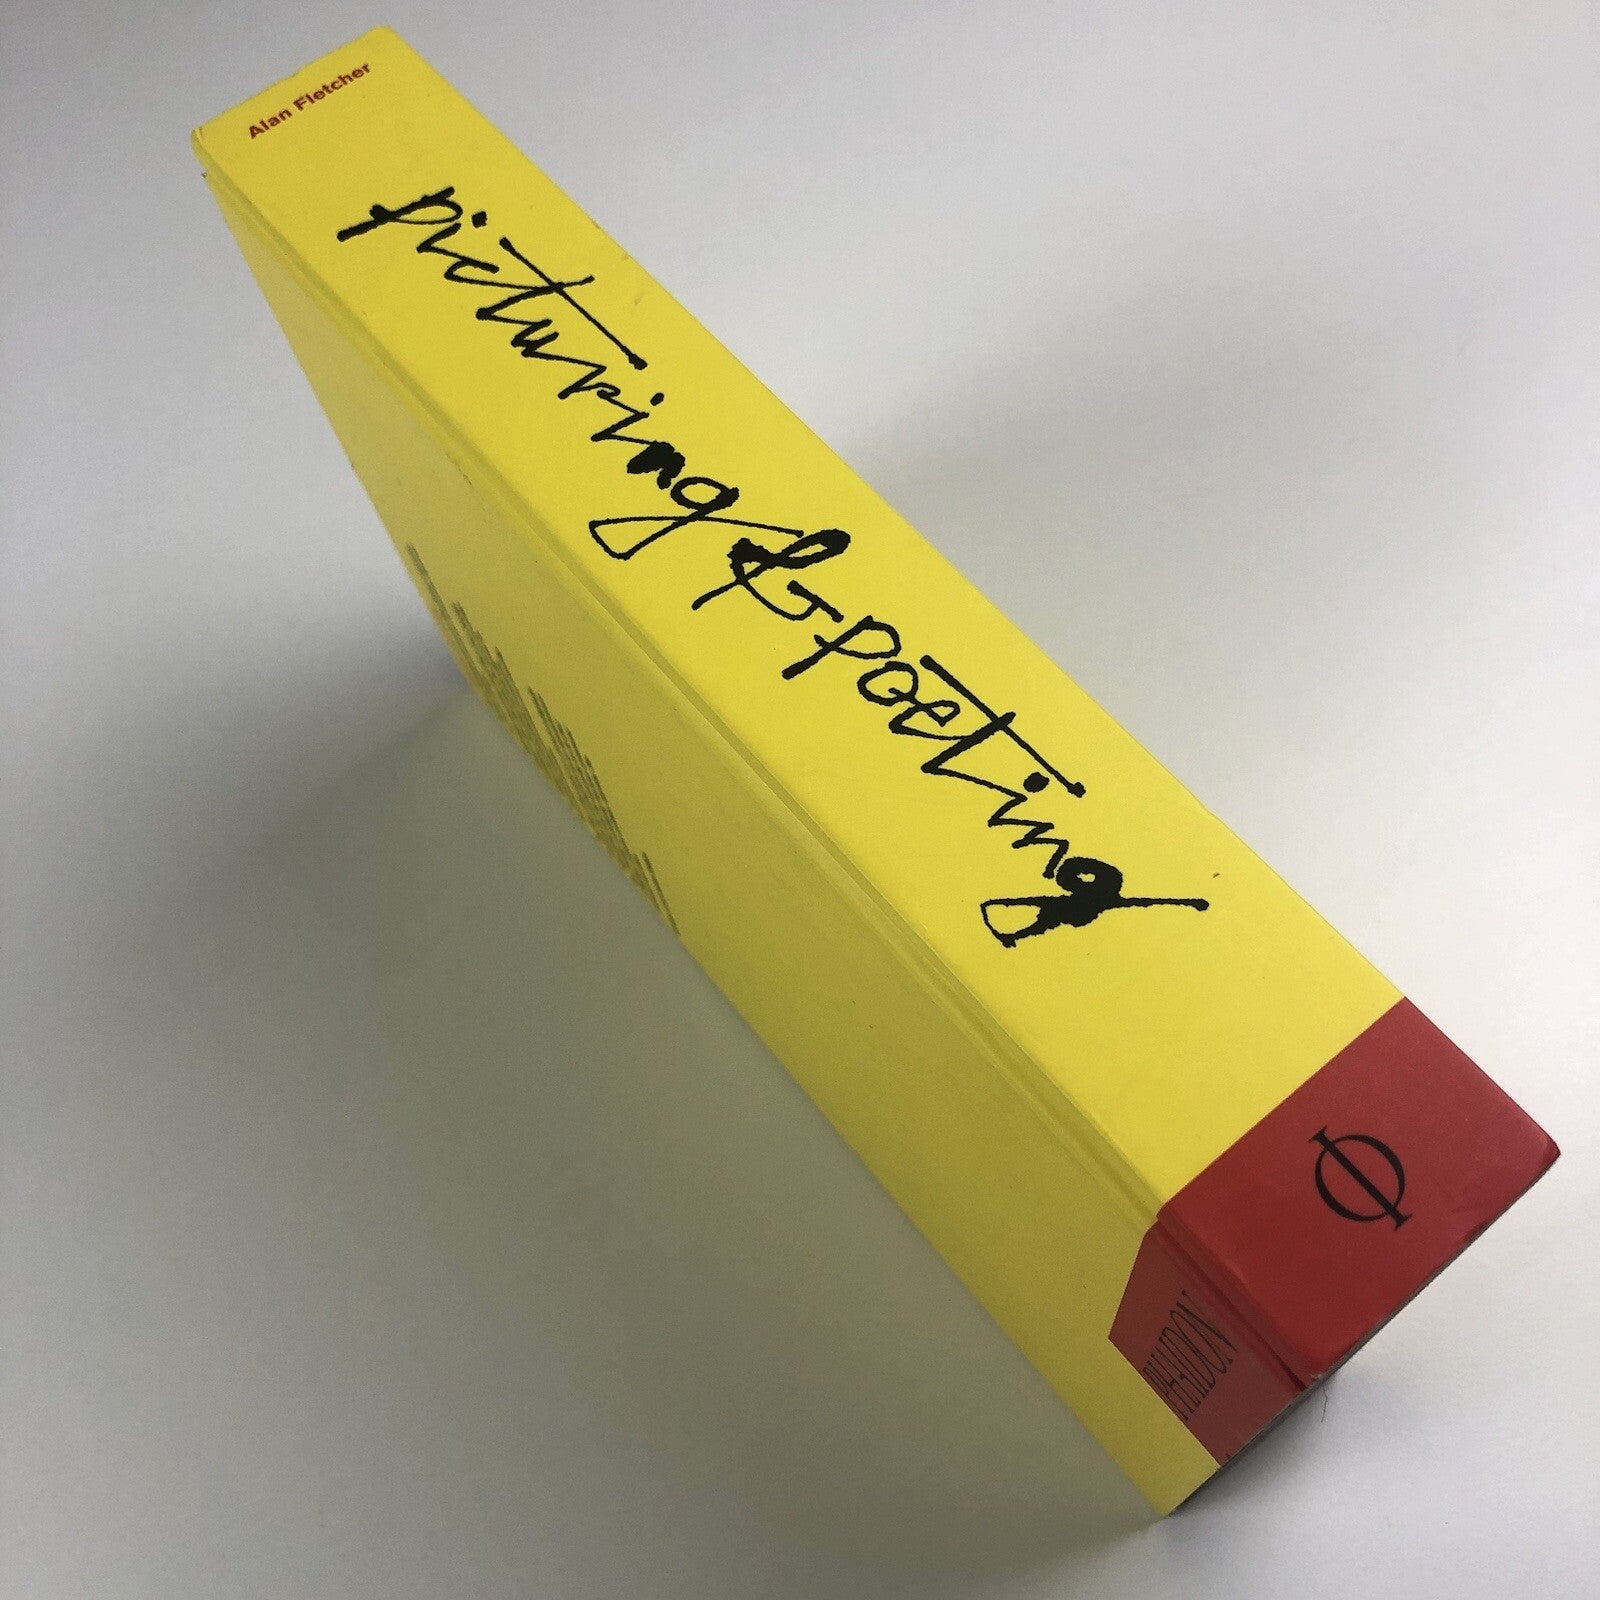 Alan Fletcher
picturing & poeting
Φ
PHAIDON